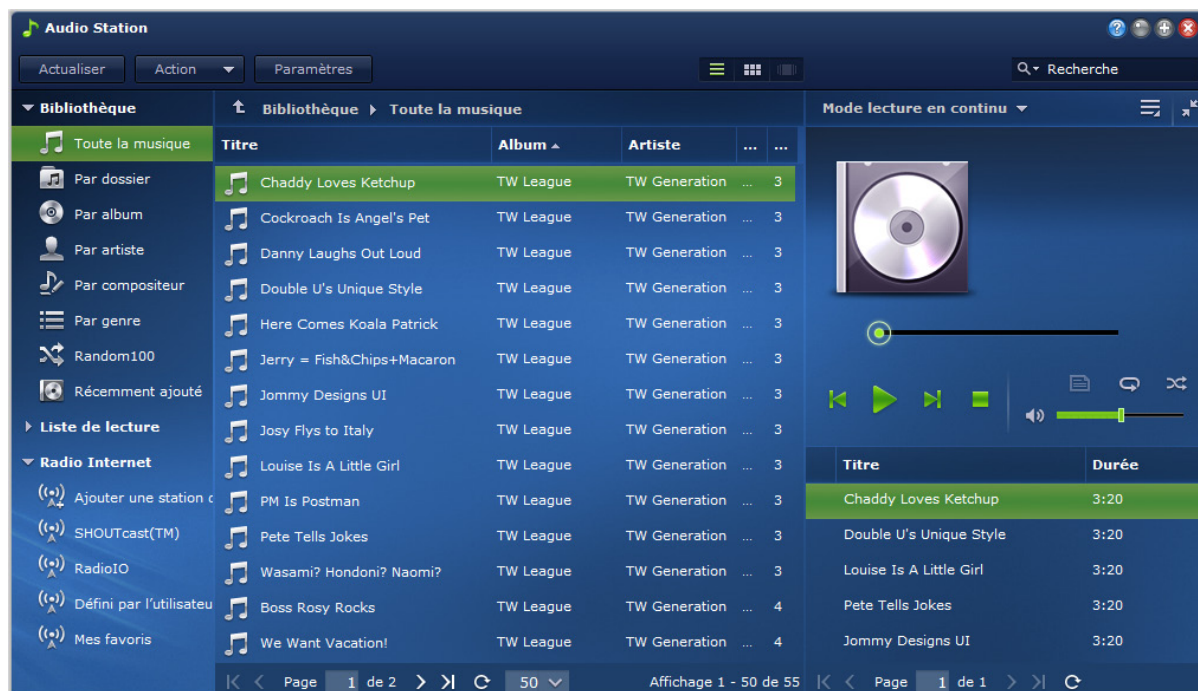 Audio Station
Actualiser Action Paramètres Recherche
Bibliothèque
Toute la musique
Par dossier
Par album
Par artiste
Par compositeur
Par genre
Random100
Récemment ajouté
Liste de lecture
Radio Internet
Ajouter une station
SHOUTcast(TM)
RadioIO
Défini par l'utilisateu
Mes favoris
Bibliothèque Toute la musique
Titre Album Artiste ... ...
Chaddy Loves Ketchup TW League TW Generation ... 3
Cockroach Is Angel's Pet TW League TW Generation ... 3
Danny Laughs Out Loud TW League TW Generation ... 3
Double U's Unique Style TW League TW Generation ... 3
Here Comes Koala Patrick TW League TW Generation ... 3
Jerry = Fish&Chips+Macaron TW League TW Generation ... 3
Jommy Designs UI TW League TW Generation ... 3
Josy Flys to Italy TW League TW Generation ... 3
Louise Is A Little Girl TW League TW Generation ... 3
PM Is Postman TW League TW Generation ... 3
Pete Tells Jokes TW League TW Generation ... 3
Wasami? Hondoni? Naomi? TW League TW Generation ... 3
Boss Rosy Rocks TW League TW Generation ... 4
We Want Vacation! TW League TW Generation ... 4
Page 1 de 2 50 Affichage 1 - 50 de 55
Mode lecture en continu
Titre Durée
Chaddy Loves Ketchup 3:20
Double U's Unique Style 3:20
Louise Is A Little Girl 3:20
Pete Tells Jokes 3:20
Jommy Designs UI 3:20
Page 1 de 1